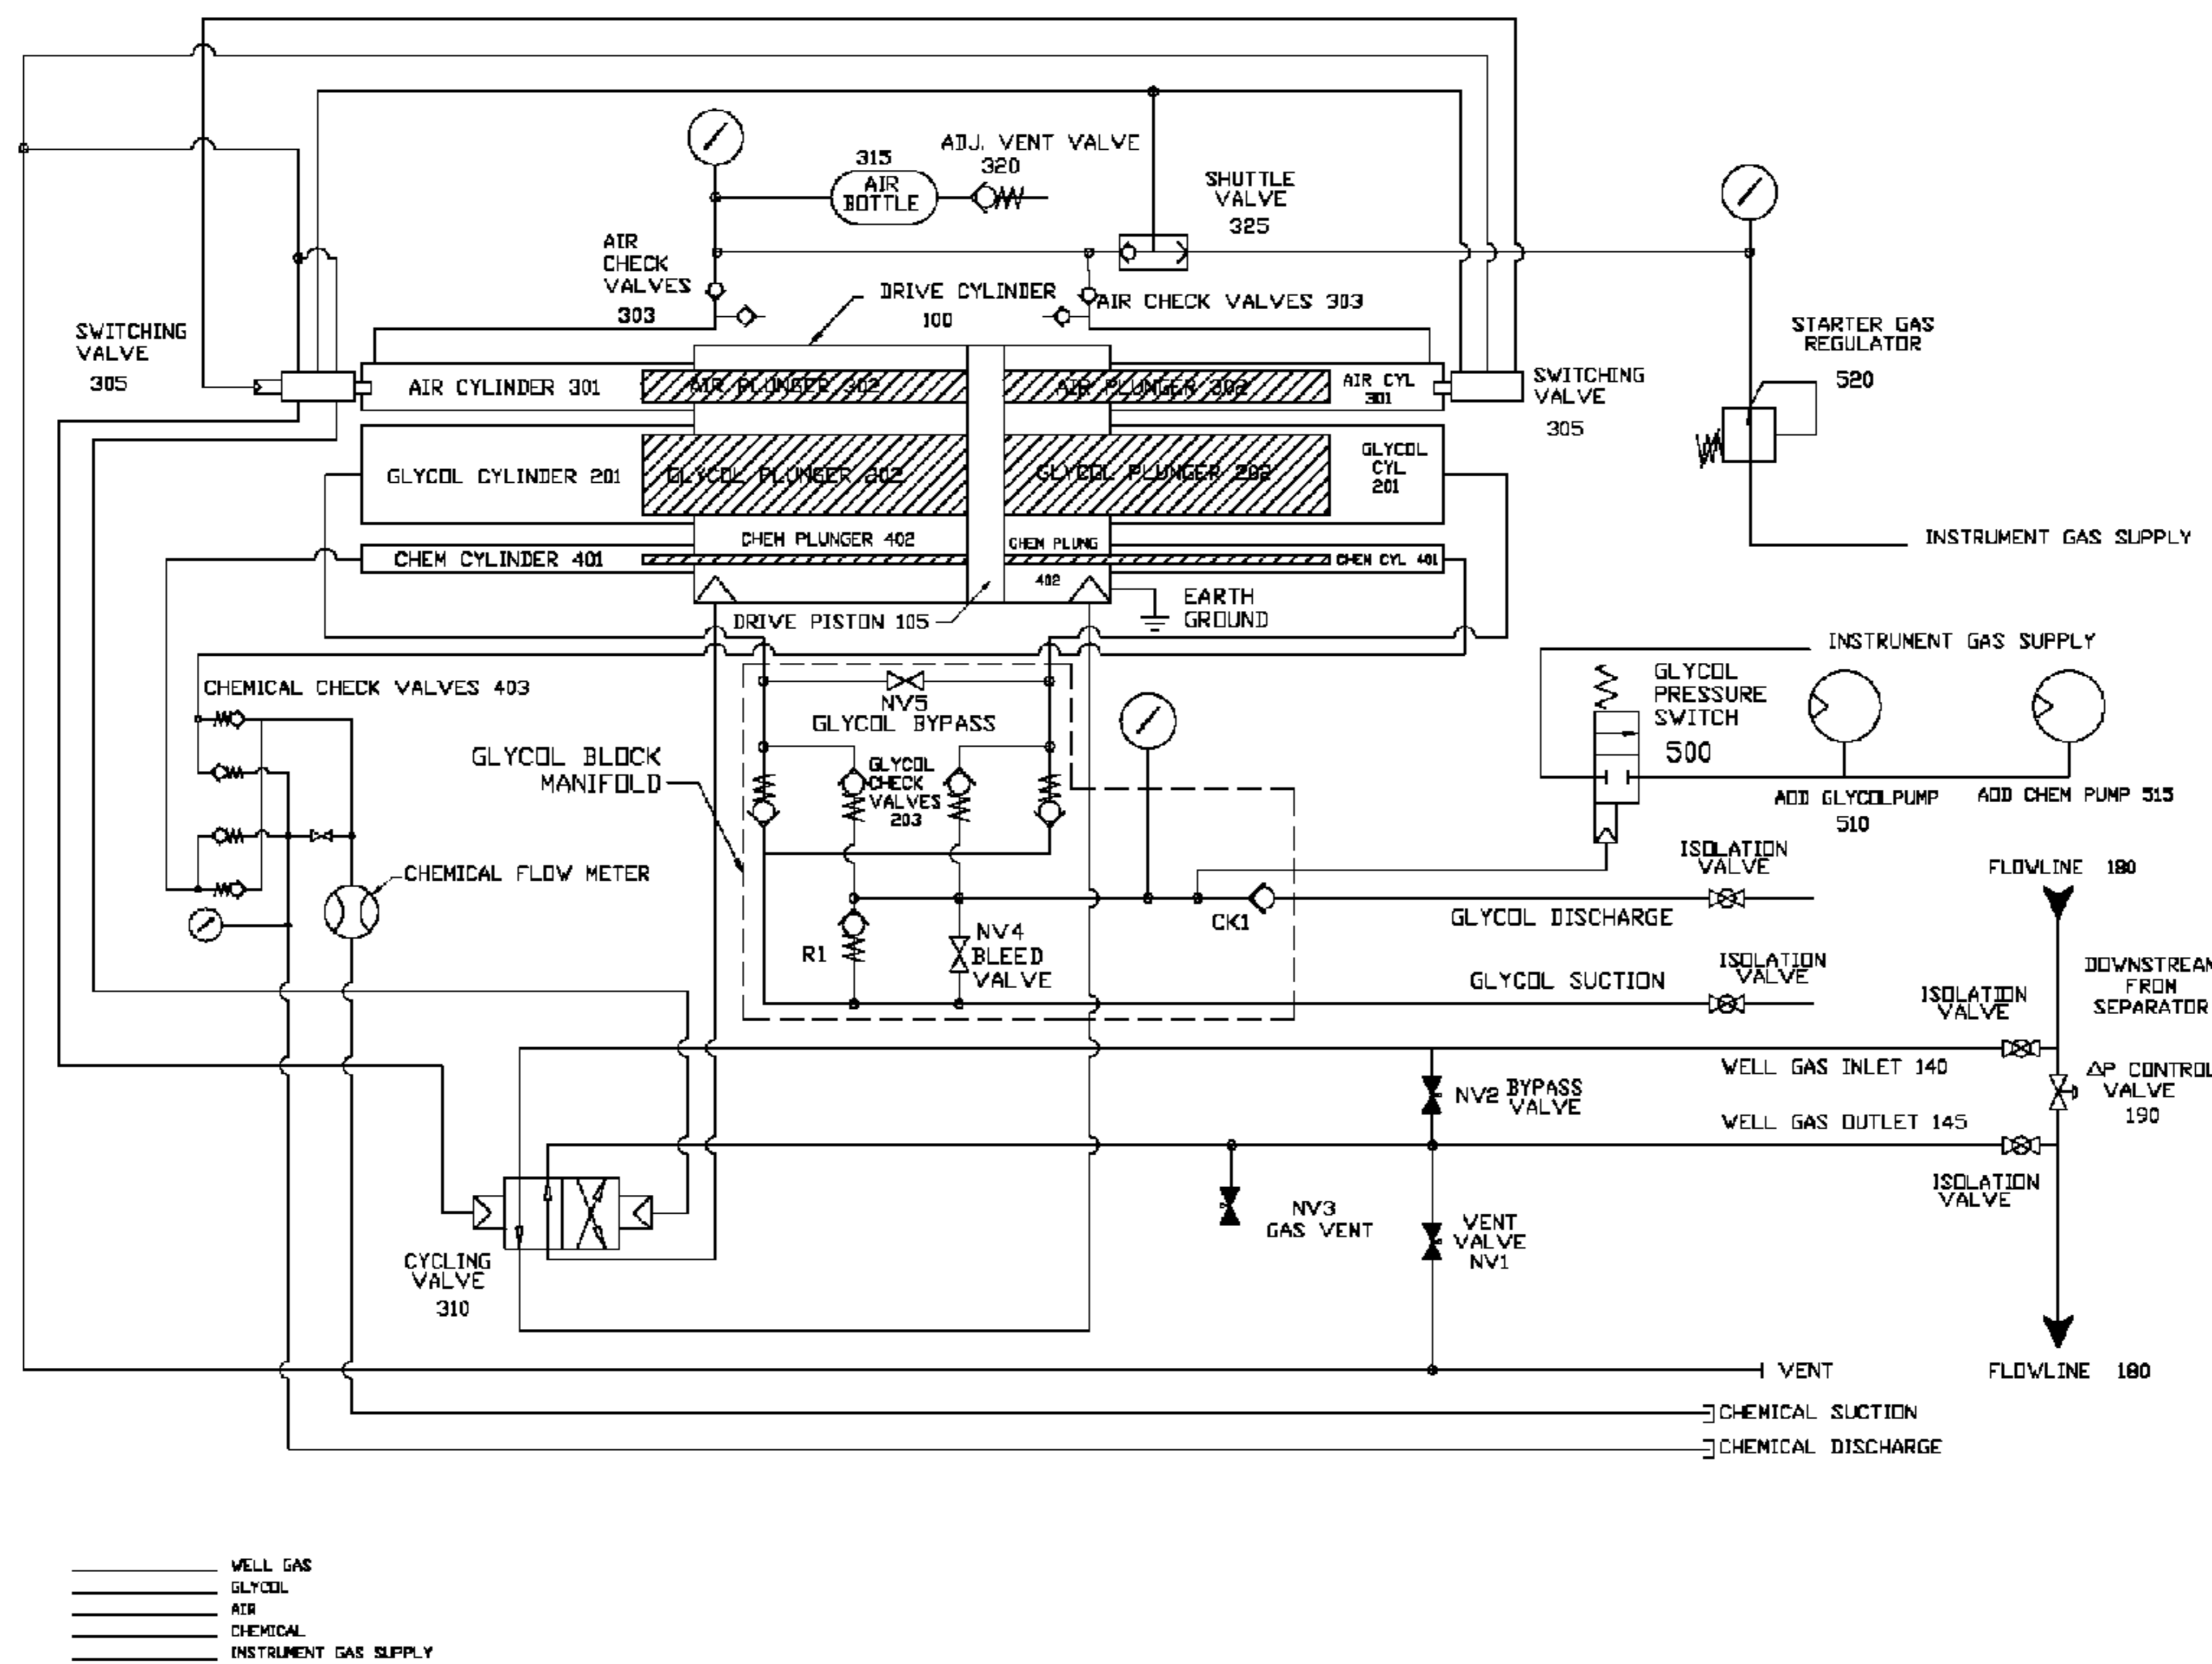 ADJ. VENT VALVE
320
315
AIR
BOTTLE
SHUTTLE
VALVE
325
AIR
CHECK
VALVES
303
DRIVE CYLINDER
100
AIR CHECK VALVES 303
SWITCHING
VALVE
305
STARTER GAS
REGULATOR
520
AIR CYLINDER 301
AIR PLUNGER 302
AIR PLUNGER 302
AIR CYL
301
SWITCHING
VALVE
305
GLYCOL CYLINDER 201
GLYCOL PLUNGER 202
GLYCOL PLUNGER 202
GLYCOL
CYL
201
CHEM PLUNGER 402
CHEM PLUNG
402
CHEM CYLINDER 401
CHEM CYL 401
INSTRUMENT GAS SUPPLY
EARTH
GROUND
DRIVE PISTON 105
INSTRUMENT GAS SUPPLY
CHEMICAL CHECK VALVES 403
NV5
GLYCOL BYPASS
GLYCOL
PRESSURE
SWITCH
500
GLYCOL BLOCK
MANIFOLD
GLYCOL
CHECK
VALVES
203
AOD GLYCOLPUMP
510
AOD CHEM PUMP 515
ISOLATION
VALVE
FLOWLINE 180
CHEMICAL FLOW METER
CK1
GLYCOL DISCHARGE
R1
NV4
BLEED
VALVE
GLYCOL SUCTION
ISOLATION
VALVE
DOWNSTREAM
FROM
SEPARATOR
ISOLATION
VALVE
WELL GAS INLET 140
ΔP CONTROL
VALVE
190
NV2 BYPASS
VALVE
WELL GAS OUTLET 145
ISOLATION
VALVE
NV3
GAS VENT
VENT
VALVE
NV1
CYCLING
VALVE
310
VENT
FLOWLINE 180
CHEMICAL SUCTION
CHEMICAL DISCHARGE
WELL GAS
GLYCOL
AIR
CHEMICAL
INSTRUMENT GAS SUPPLY